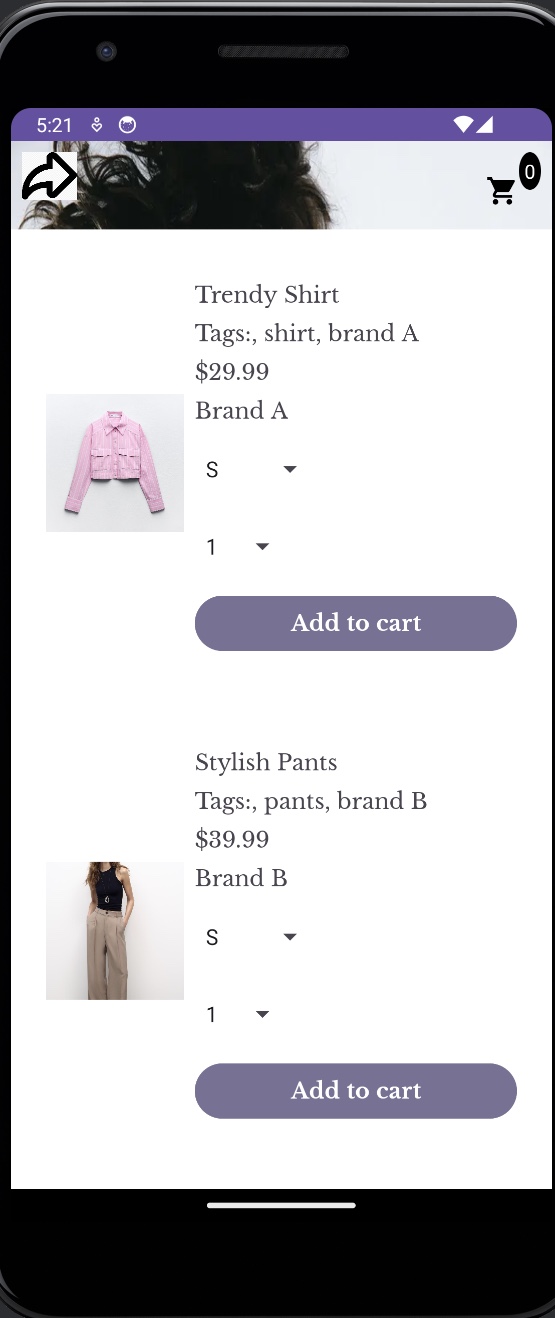 5:21
0
Trendy Shirt
Tags:, shirt, brand A
$29.99
Brand A
S
1
Add to cart
Stylish Pants
Tags:, pants, brand B
$39.99
Brand B
S
1
Add to cart